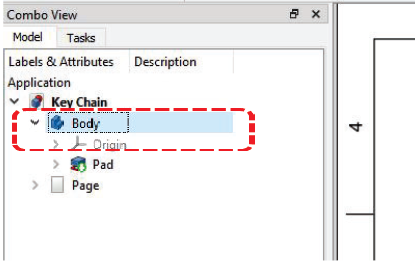 Combo View
Model Tasks
Labels & Attributes Description
Application
Key Chain
Body
Origin
Pad
Page
4